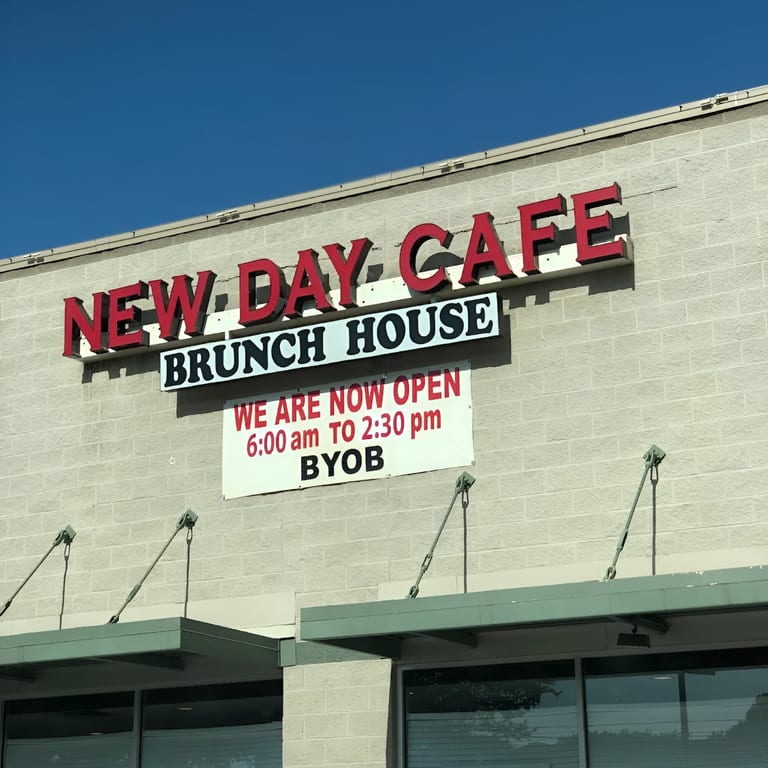 NEW DAY CAFE
BRUNCH HOUSE
WE ARE NOW OPEN
6:00 am TO 2:30 pm
BYOB